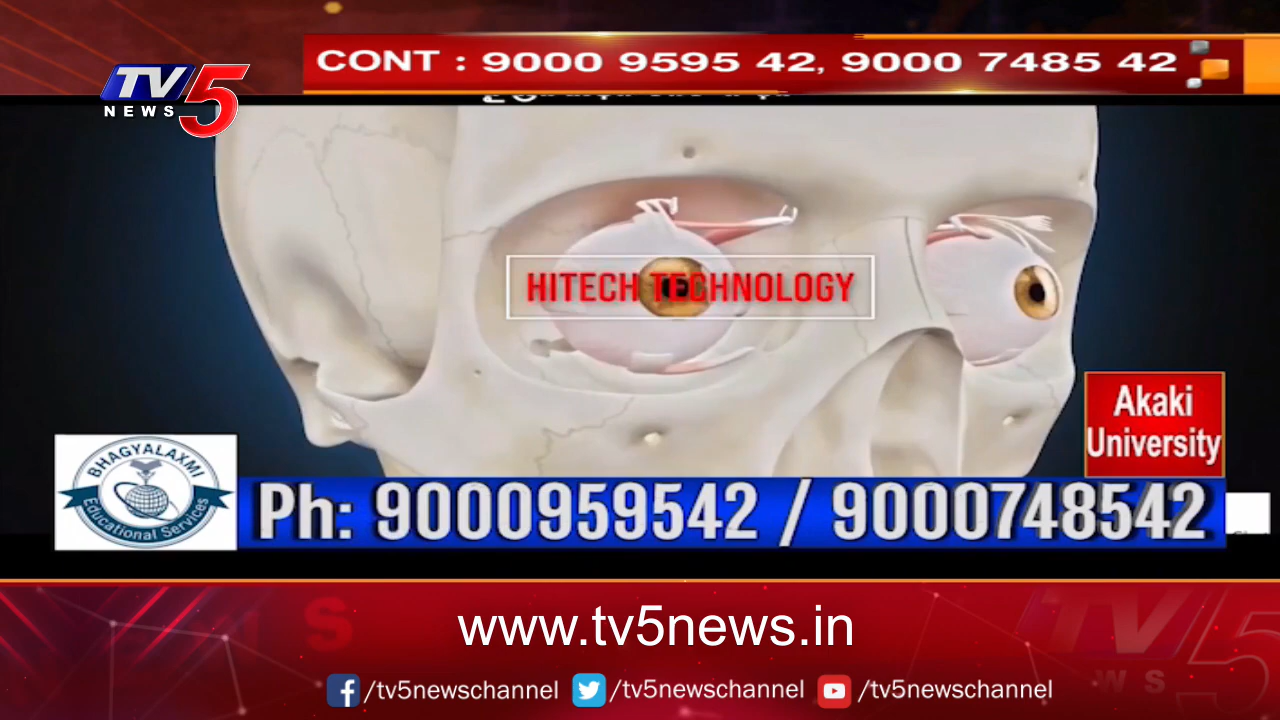 CONT : 9000 9595 42, 9000 7485 42
TV5
NEWS
HITECH TECHNOLOGY
Akaki
University
BHAGYALAXMI
Educational Services
Ph: 9000959542 / 9000748542
www.tv5news.in
/tv5newschannel /tv5newschannel /tv5newschannel